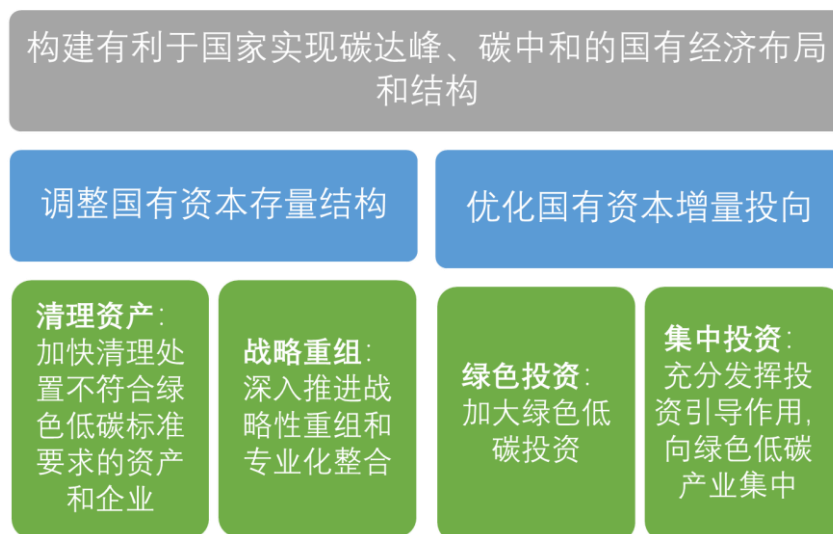 构建有利于国家实现碳达峰、碳中和的国有经济布局
和结构
调整国有资本存量结构
优化国有资本增量投向
清理资产：
加快清理处
置不符合绿
色低碳标准
要求的资产
和企业
战略重组：
深入推进战
略性重组和
专业化整合
绿色投资：
加大绿色低
碳投资
集中投资：
充分发挥投
资引导作用,
向绿色低碳
产业集中